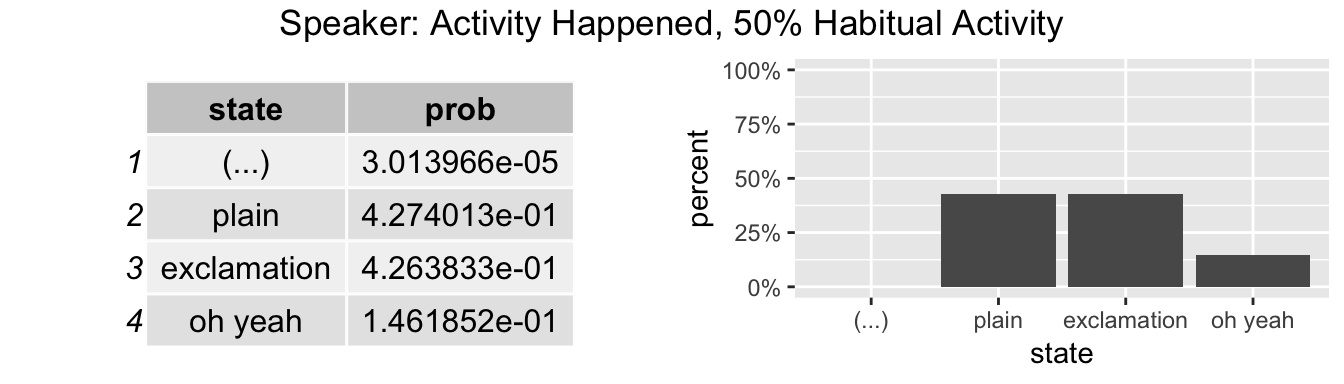 Speaker: Activity Happened, 50% Habitual Activity
state prob
1 (...) 3.013966e-05
2 plain 4.274013e-01
3 exclamation 4.263833e-01
4 oh yeah 1.461852e-01
percent
100%
75%
50%
25%
0%
(...) plain exclamation oh yeah
state